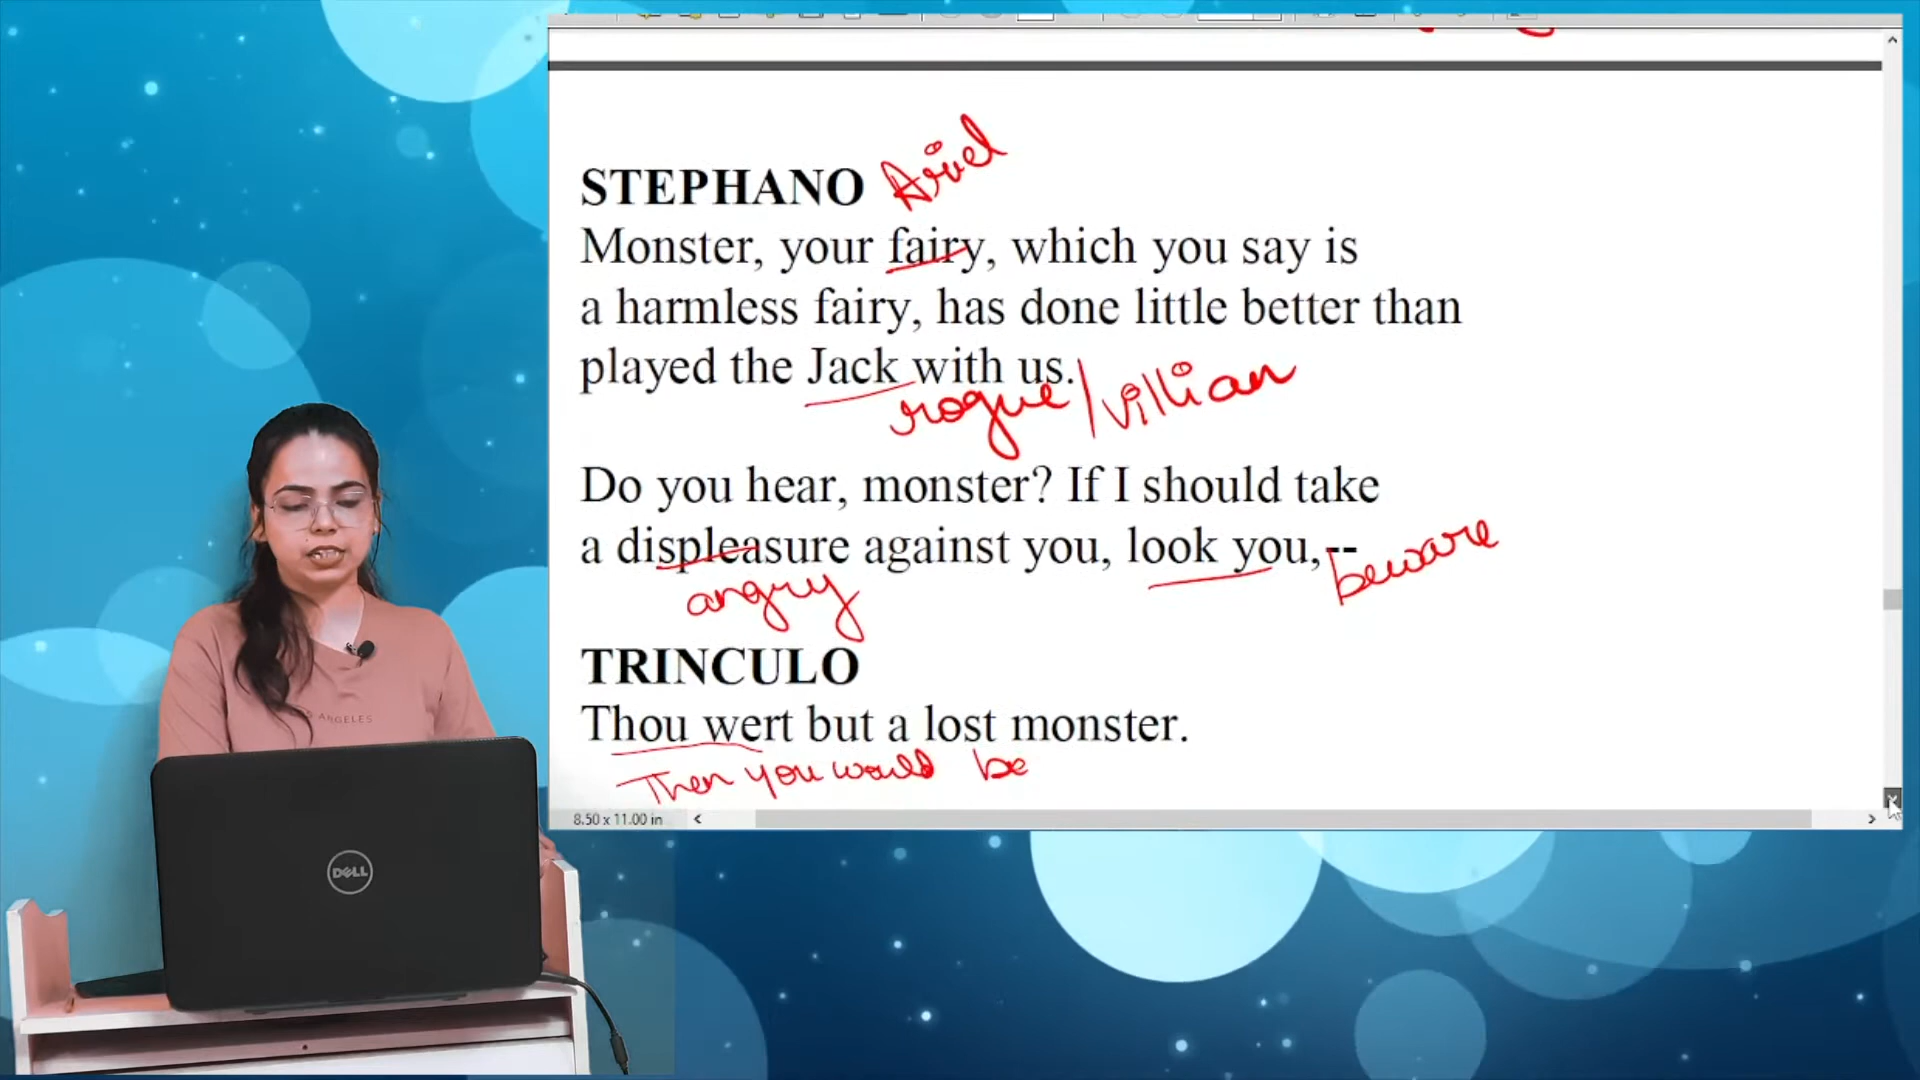 STEPHANO Ariel
Monster, your fairy, which you say is
a harmless fairy, has done little better than
played the Jack with us.
rogue/villian
Do you hear, monster? If I should take
a displeasure against you, look you,--
angry beware
TRINCULO
Thou wert but a lost monster.
Then you would be
8.50 x 11.00 in
ANGELES
DELL